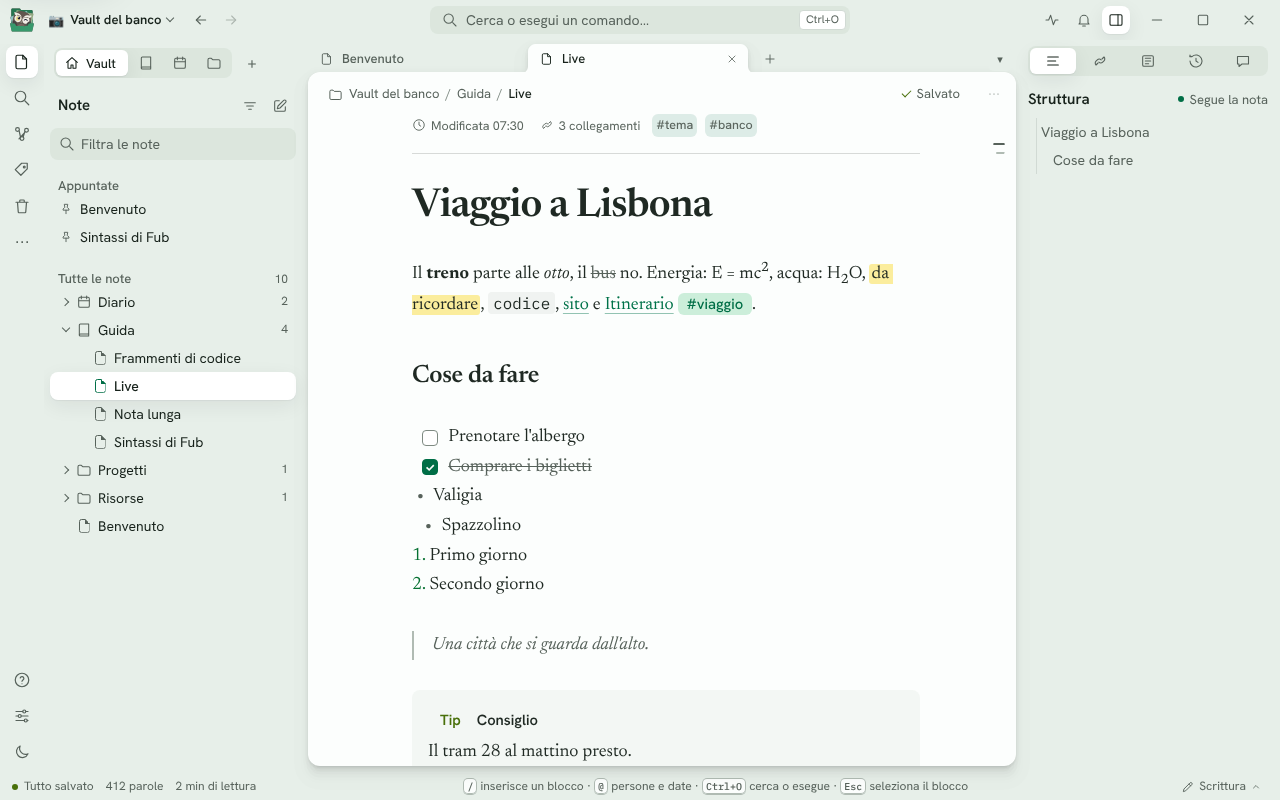 Vault del banco
Cerca o esegui un comando...
Ctrl+O
Vault
Benvenuto
Live
Note
Filtra le note
Appuntate
Benvenuto
Sintassi di Fub
Tutte le note 10
Diario 2
Guida 4
Frammenti di codice
Live
Nota lunga
Sintassi di Fub
Progetti 1
Risorse 1
Benvenuto
Vault del banco / Guida / Live
Salvato
Modificata 07:30 3 collegamenti #tema #banco
Viaggio a Lisbona
Il treno parte alle otto, il bus no. Energia: E = mc², acqua: H₂O, da
ricordare, codice, sito e Itinerario #viaggio.
Cose da fare
Prenotare l'albergo
Comprare i biglietti
• Valigia
• Spazzolino
1. Primo giorno
2. Secondo giorno
Una città che si guarda dall'alto.
Tip Consiglio
Il tram 28 al mattino presto.
Struttura
Segue la nota
Viaggio a Lisbona
Cose da fare
Tutto salvato 412 parole 2 min di lettura
/ inserisce un blocco · @ persone e date · Ctrl+O cerca o esegue · Esc seleziona il blocco
Scrittura